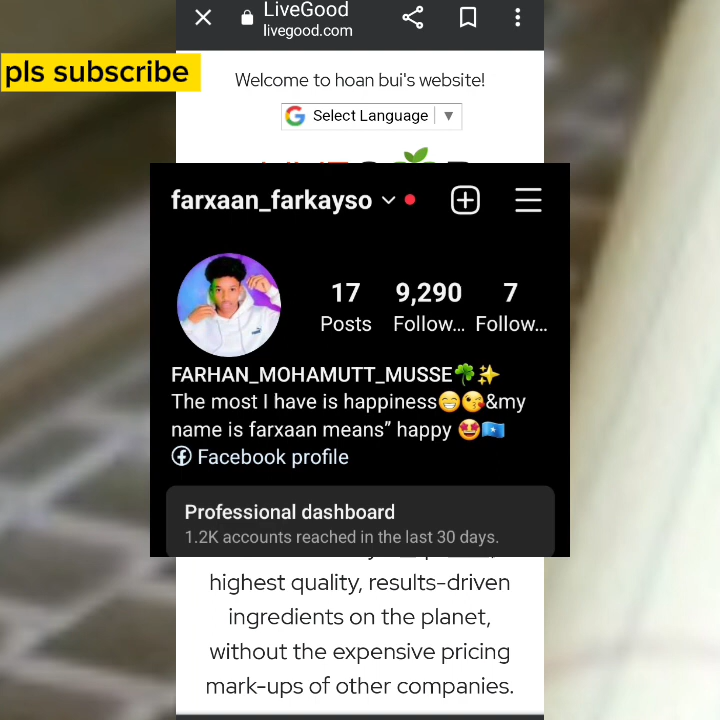 LiveGood
livegood.com
pls subscribe
Welcome to hoan bui's website!
Select Language
farxaan_farkayso
17 9,290 7
Posts Follow... Follow...
FARHAN_MOHAMUTT_MUSSE☘️✨
The most I have is happiness😁😘&my
name is farxaan means” happy 🤩🇸🇴
Facebook profile
Professional dashboard
1.2K accounts reached in the last 30 days.
highest quality, results-driven
ingredients on the planet,
without the expensive pricing
mark-ups of other companies.